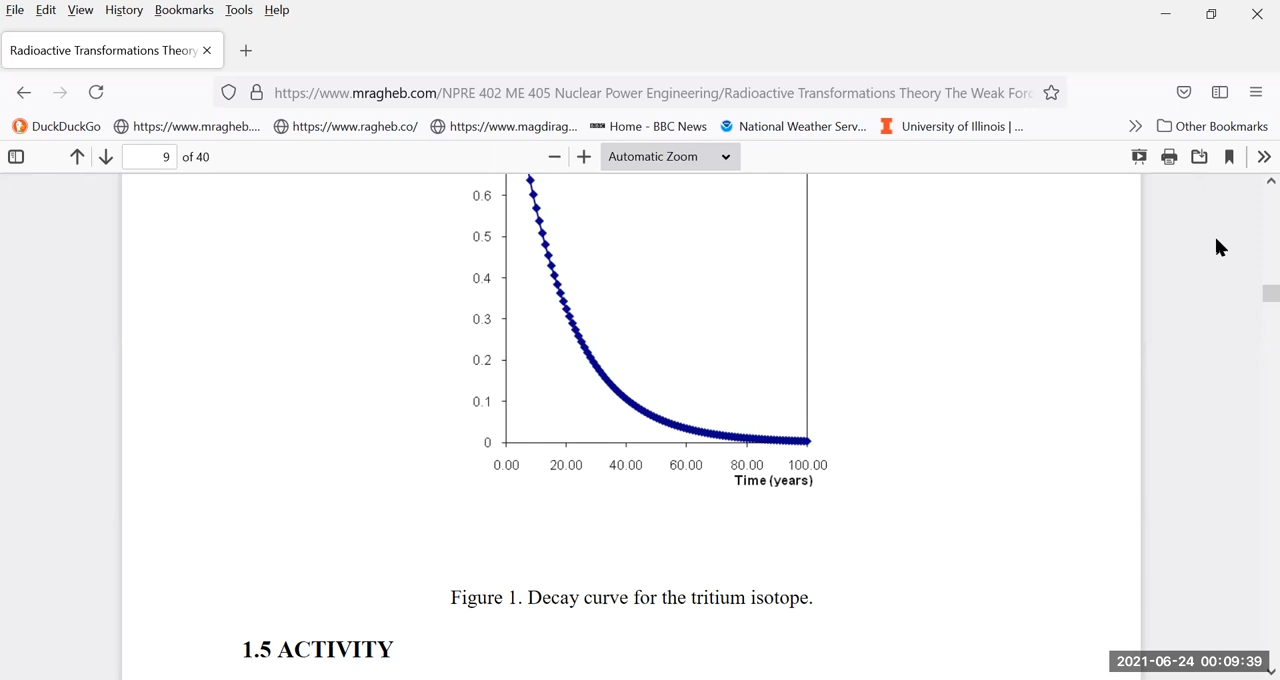 File Edit View History Bookmarks Tools Help
Radioactive Transformations Theory
https://www.mragheb.com/NPRE 402 ME 405 Nuclear Power Engineering/Radioactive Transformations Theory The Weak Forc
DuckDuckGo https://www.mragheb.... https://www.ragheb.co/ https://www.magdirag... BBC Home - BBC News National Weather Serv... University of Illinois | ... Other Bookmarks
9 of 40 Automatic Zoom
0.6
0.5
0.4
0.3
0.2
0.1
0
0.00 20.00 40.00 60.00 80.00 100.00
Time (years)
Figure 1. Decay curve for the tritium isotope.
1.5 ACTIVITY
2021-06-24 00:09:39